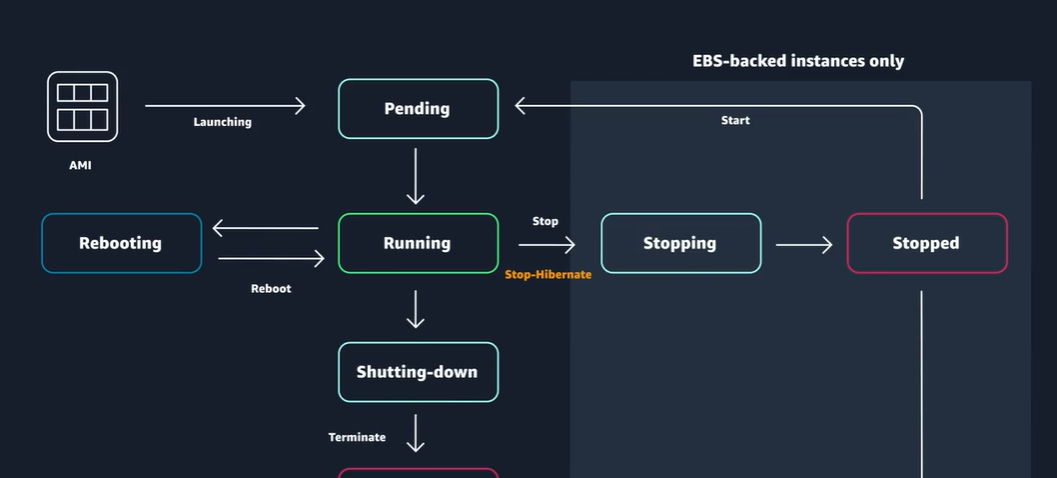 EBS-backed instances only
Pending
Launching
Start
AMI
Rebooting
Running
Stop
Stop-Hibernate
Stopping
Stopped
Reboot
Shutting-down
Terminate